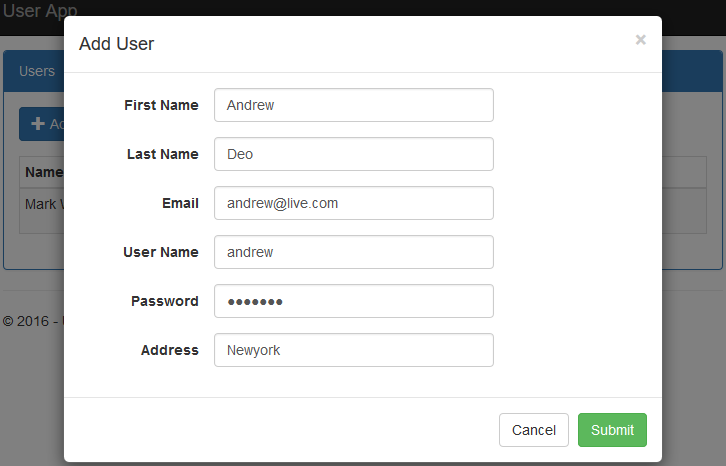 User App
Add User
×
Users
First Name Andrew
Last Name Deo
Email andrew@live.com
User Name andrew
Password •••••••
Address Newyork
Name
Mark
© 2016 -
Cancel Submit